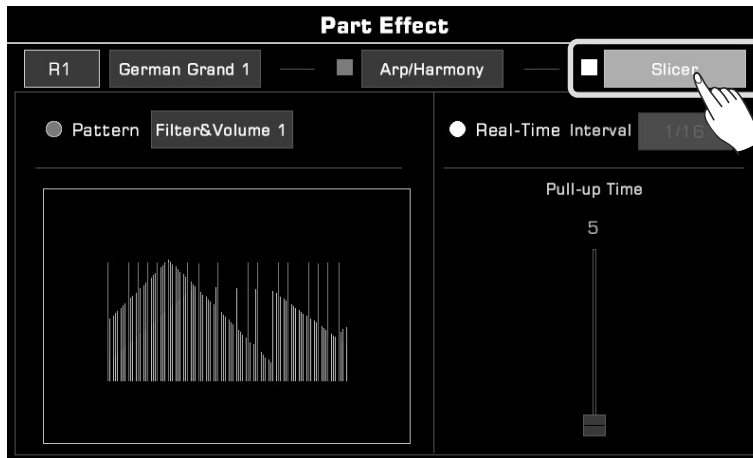 Part Effect
R1 German Grand 1 Arp/Harmony Slicer
Pattern Filter&Volume 1 Real-Time Interval 1/16
Pull-up Time
5